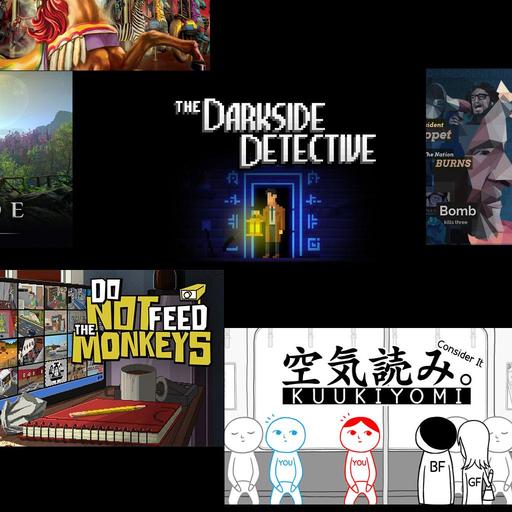 THE DARKSIDE
DETECTIVE
ident
opet
The Nation
BURNS
Bomb
kills three
D E
DO
NOT FEED
THE
MONKEYS
空気読み。
Consider It
KUUKIYOMI
YOU
YOU
BF
GF